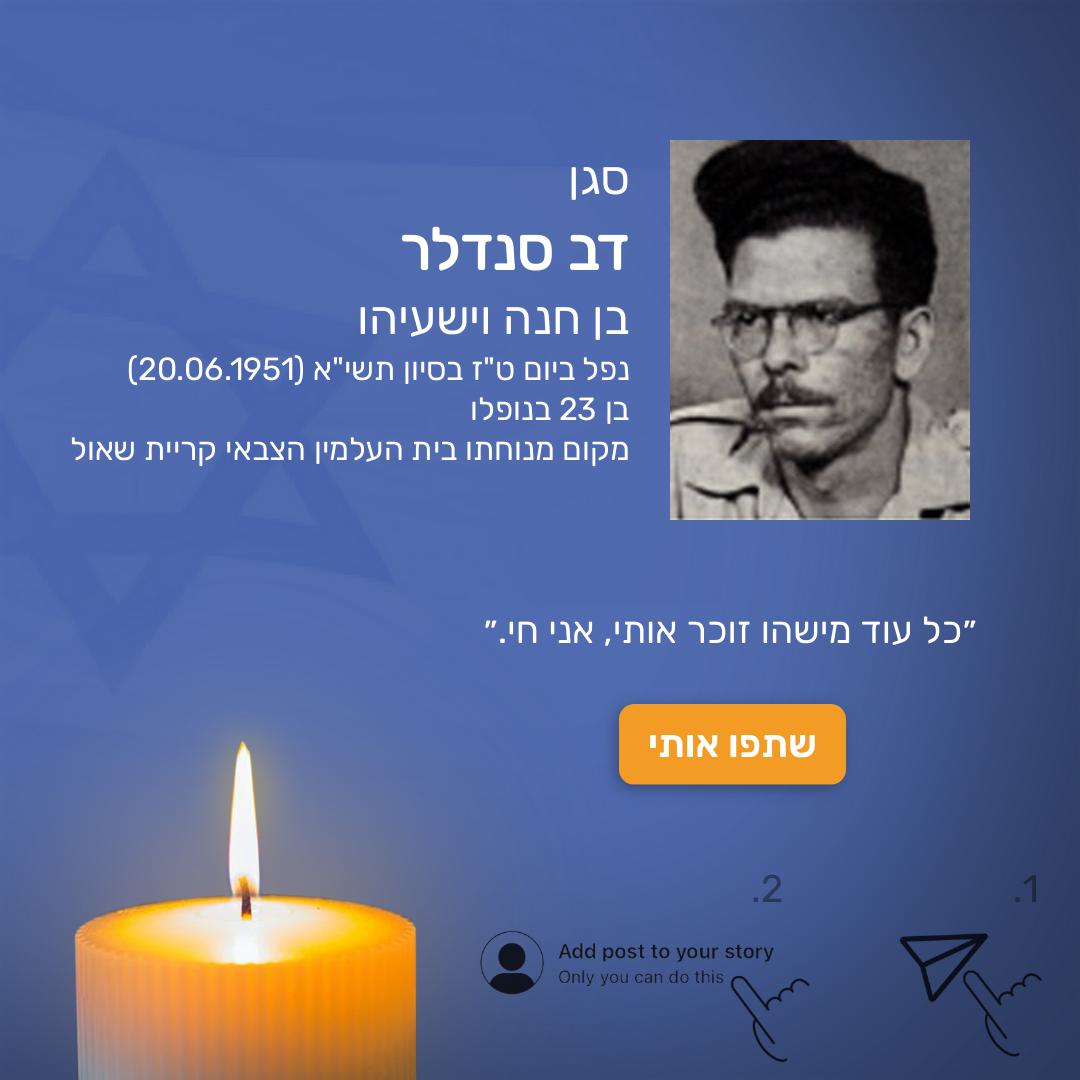 סגן
דב סנדלר
בן חנה וישעיהו
נפל ביום ט"ז בסיון תשי"א (20.06.1951)
בן 23 בנופלו
מקום מנוחתו בית העלמין הצבאי קריית שאול
״כל עוד מישהו זוכר אותי, אני חי.״
שתפו אותי
1.
2.
Add post to your story
Only you can do this